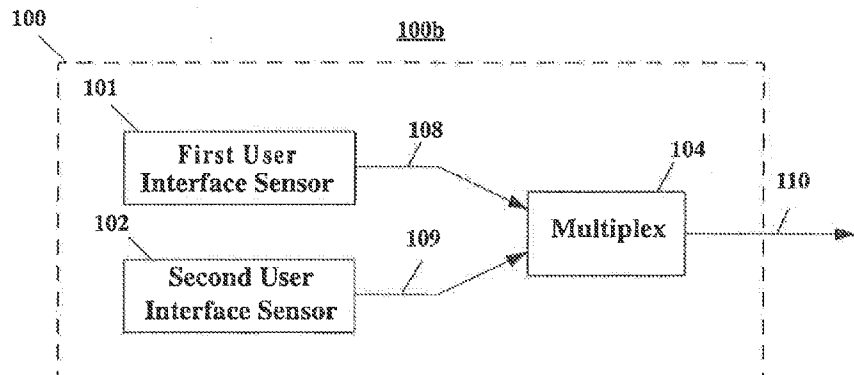 100
100b
101
First User
Interface Sensor
108
104
Multiplex
110
102
Second User
Interface Sensor
109